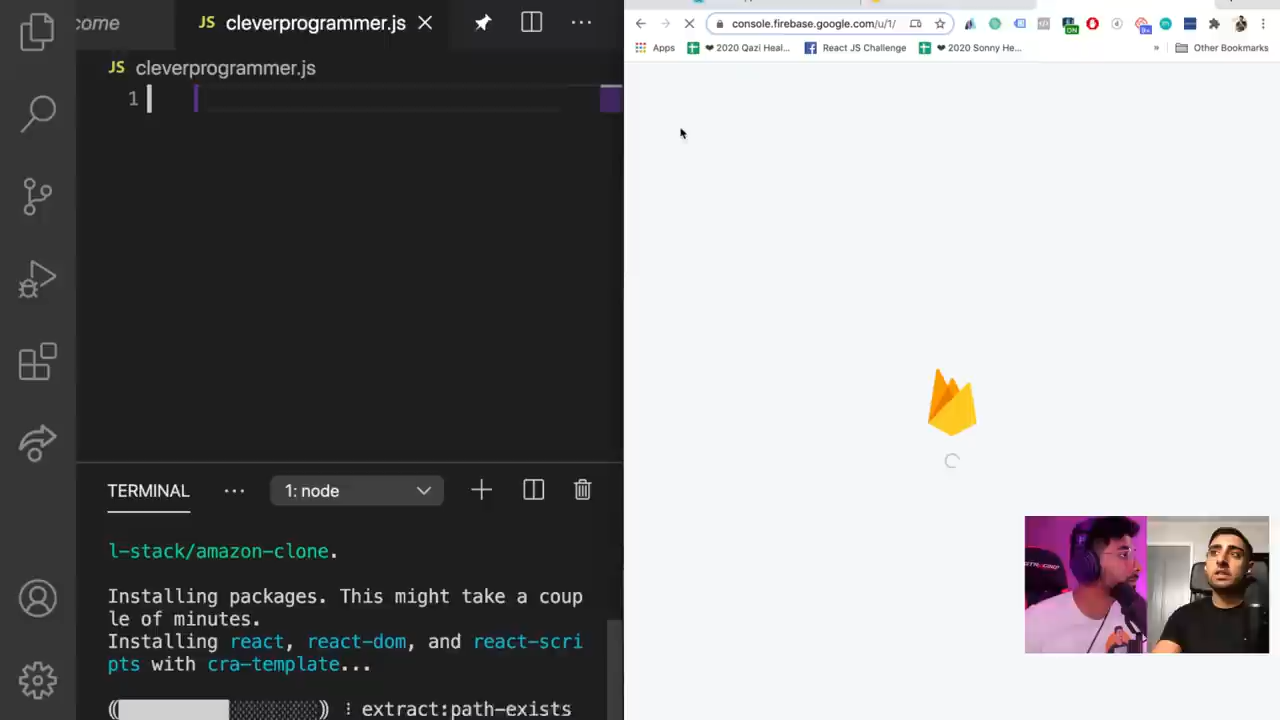 come
JS cleverprogrammer.js
JS cleverprogrammer.js
1
TERMINAL
1: node
l-stack/amazon-clone.
Installing packages. This might take a coup
le of minutes.
Installing react, react-dom, and react-scri
pts with cra-template...
⸨ ⸩ ⠸ extract:path-exists
console.firebase.google.com/u/1/
ON
9+
Apps
❤ 2020 Qazi Heal...
React JS Challenge
❤ 2020 Sonny He...
»
Other Bookmarks